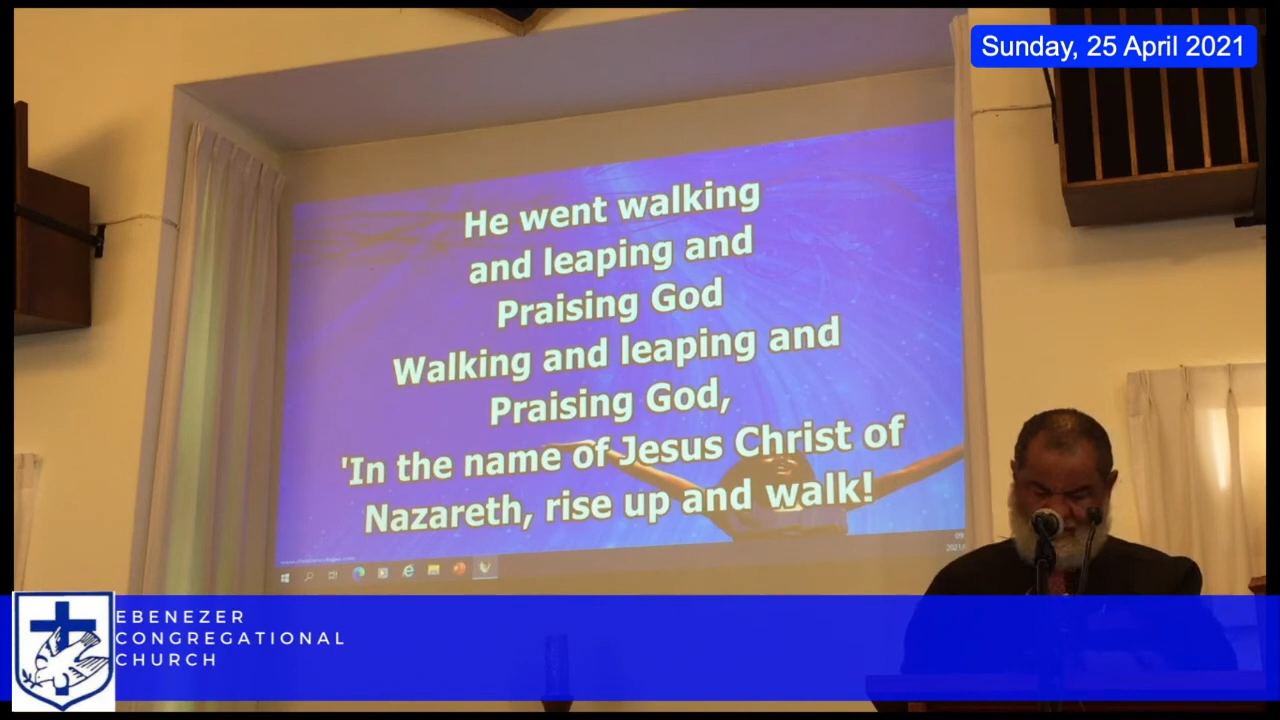 Sunday, 25 April 2021
He went walking
and leaping and
Praising God
Walking and leaping and
Praising God,
'In the name of Jesus Christ of
Nazareth, rise up and walk!
EBENEZER
CONGREGATIONAL
CHURCH